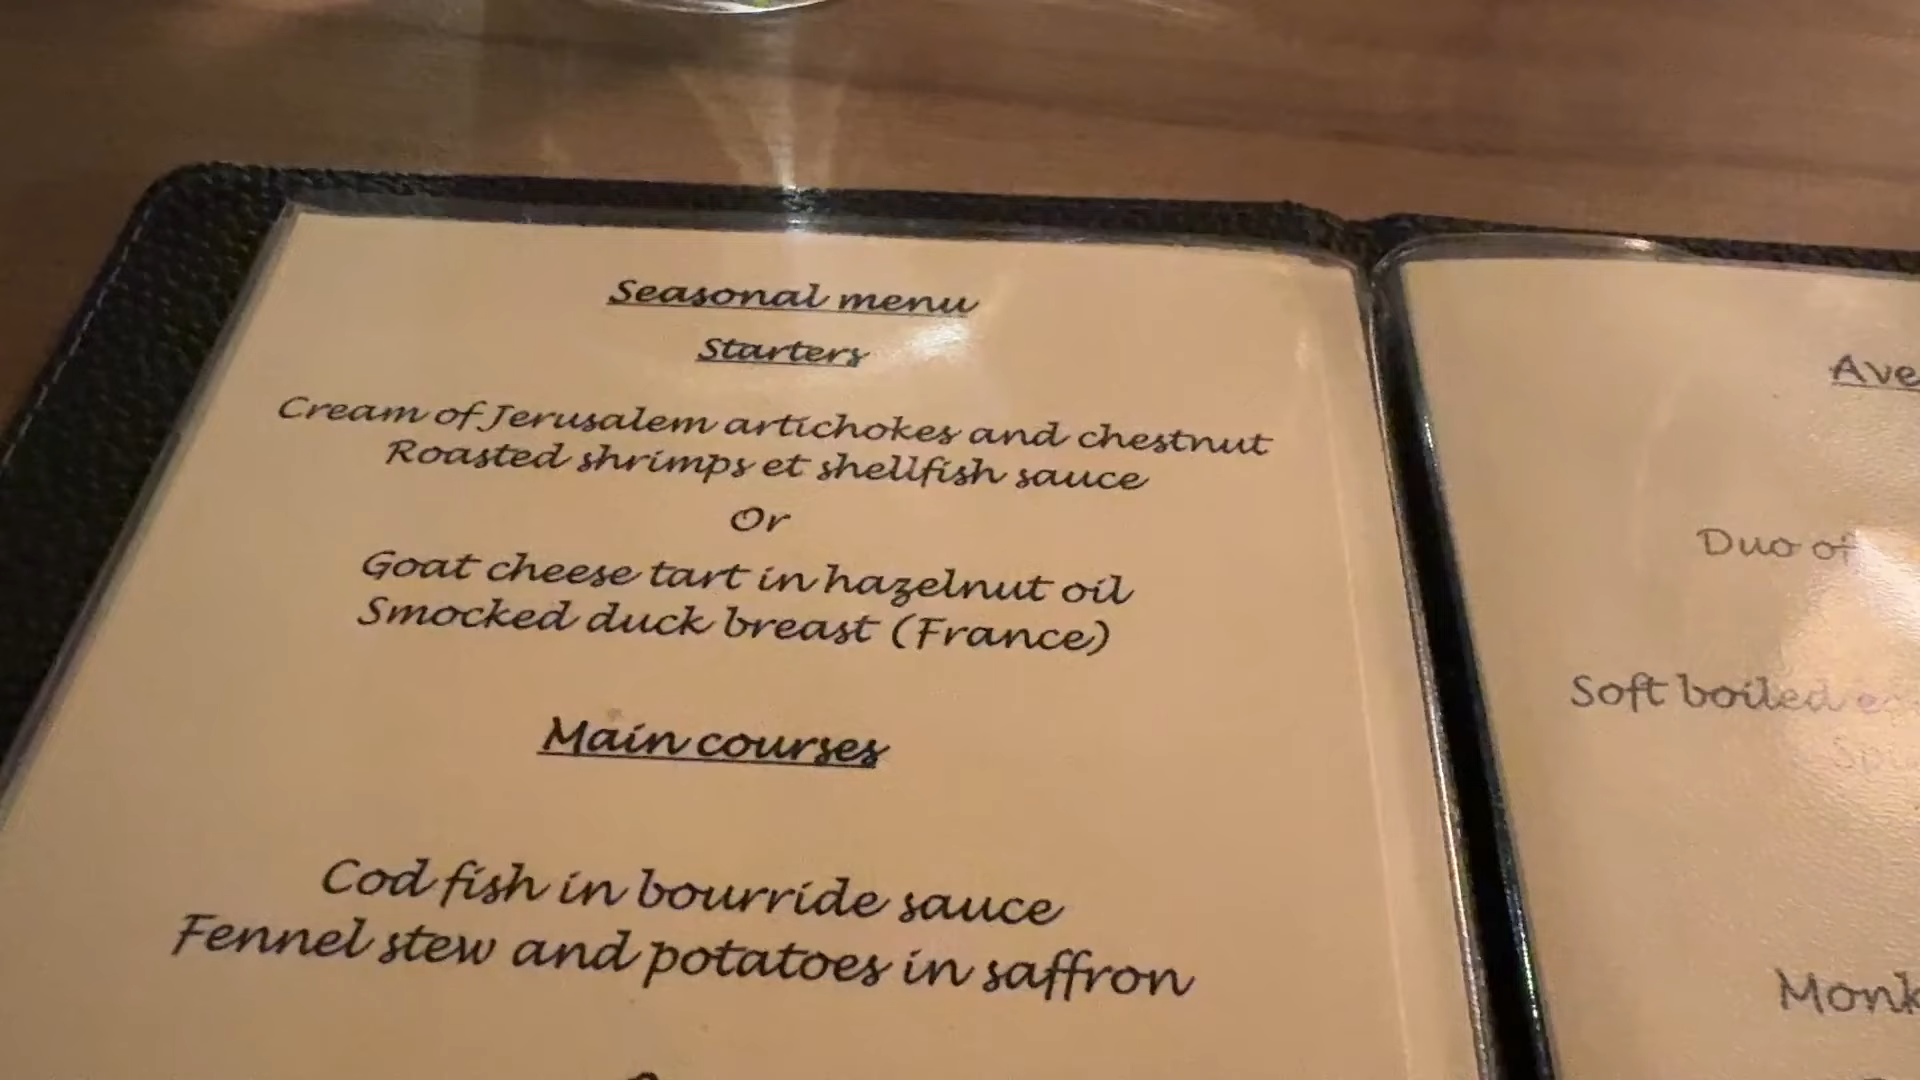 Seasonal menu
Starters
Cream of Jerusalem artichokes and chestnut
Roasted shrimps et shellfish sauce
Or
Goat cheese tart in hazelnut oil
Smocked duck breast (France)
Main courses
Cod fish in bourride sauce
Fennel stew and potatoes in saffron
Duo of
Soft boiled